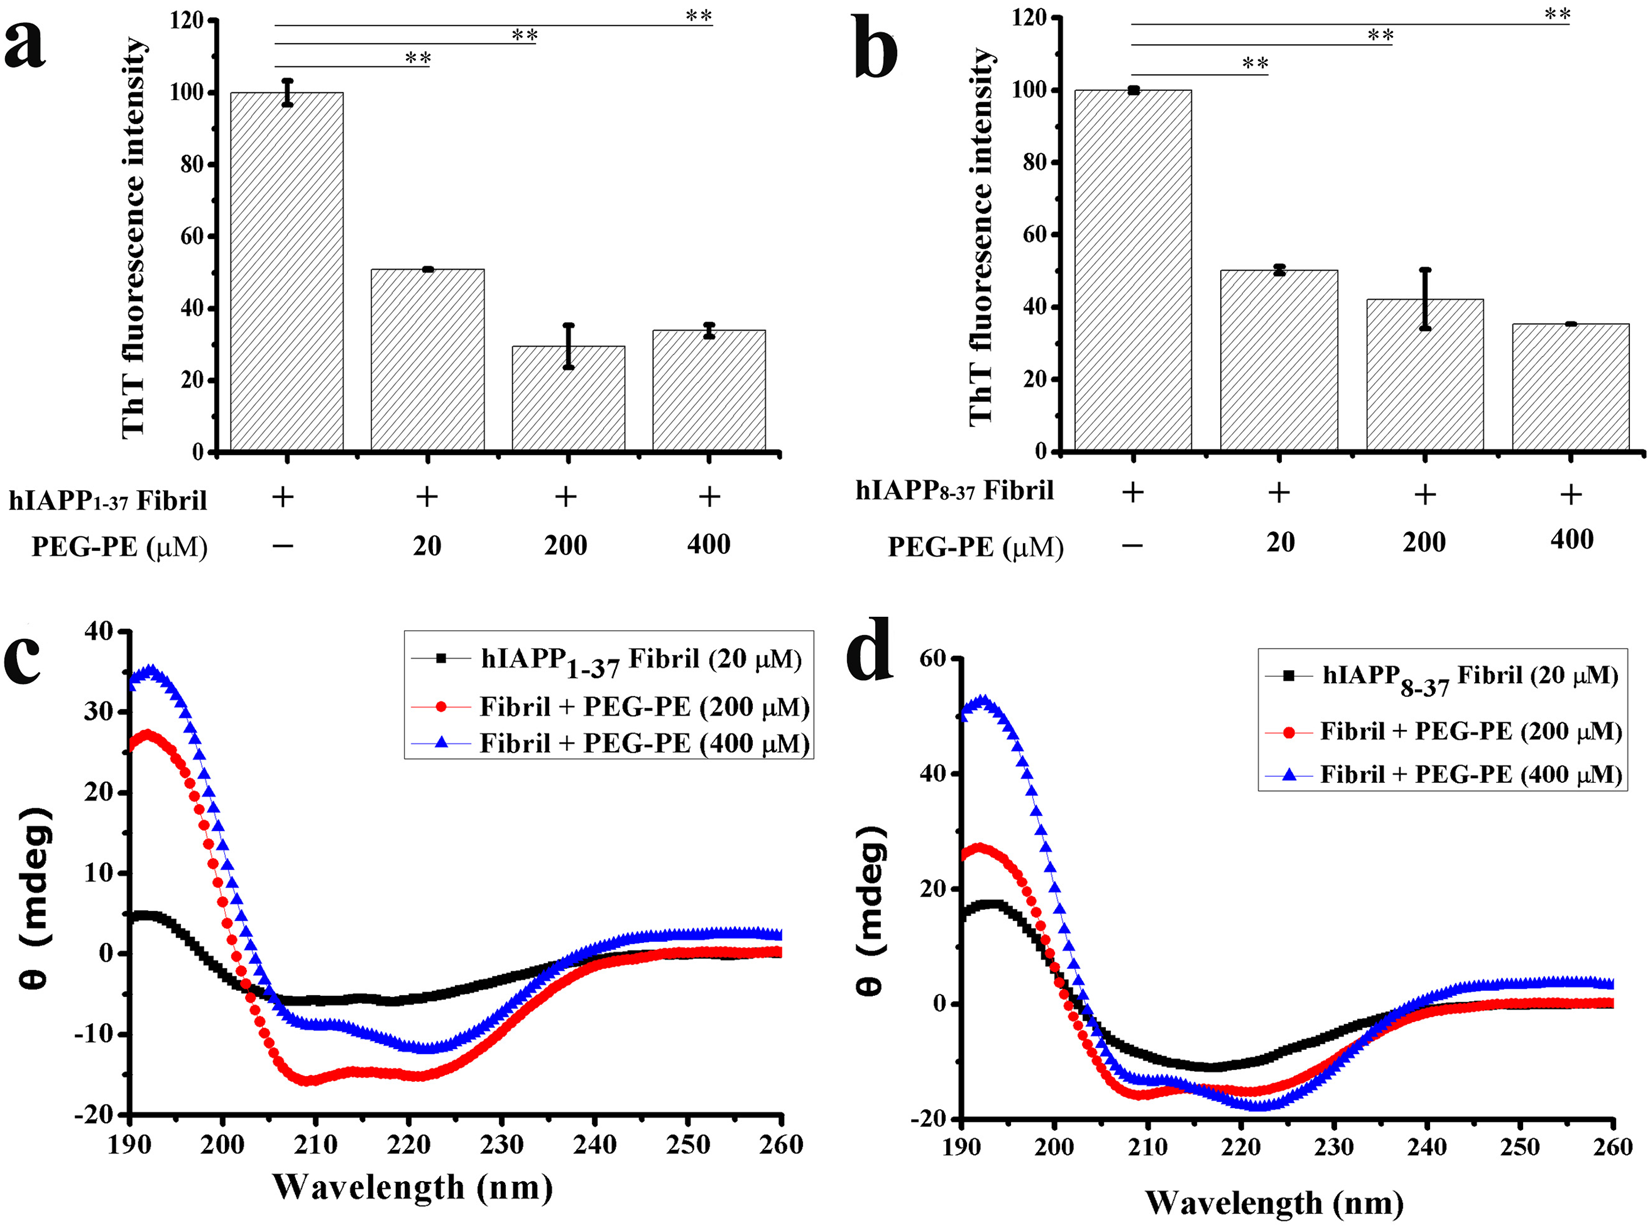 a
ThT fluorescence intensity
120
100
80
60
40
20
0
**
**
**
hIAPP1-37 Fibril + + + +
PEG-PE (μM) − 20 200 400
b
ThT fluoresence intensity
120
100
80
60
40
20
0
**
**
**
hIAPP8-37 Fibril + + + +
PEG-PE (μM) − 20 200 400
c
θ (mdeg)
40
30
20
10
0
-10
-20
hIAPP1-37 Fibril (20 μM)
Fibril + PEG-PE (200 μM)
Fibril + PEG-PE (400 μM)
190 200 210 220 230 240 250 260
Wavelength (nm)
d
θ (mdeg)
60
40
20
0
-20
hIAPP8-37 Fibril (20 μM)
Fibril + PEG-PE (200 μM)
Fibril + PEG-PE (400 μM)
190 200 210 220 230 240 250 260
Wavelength (nm)